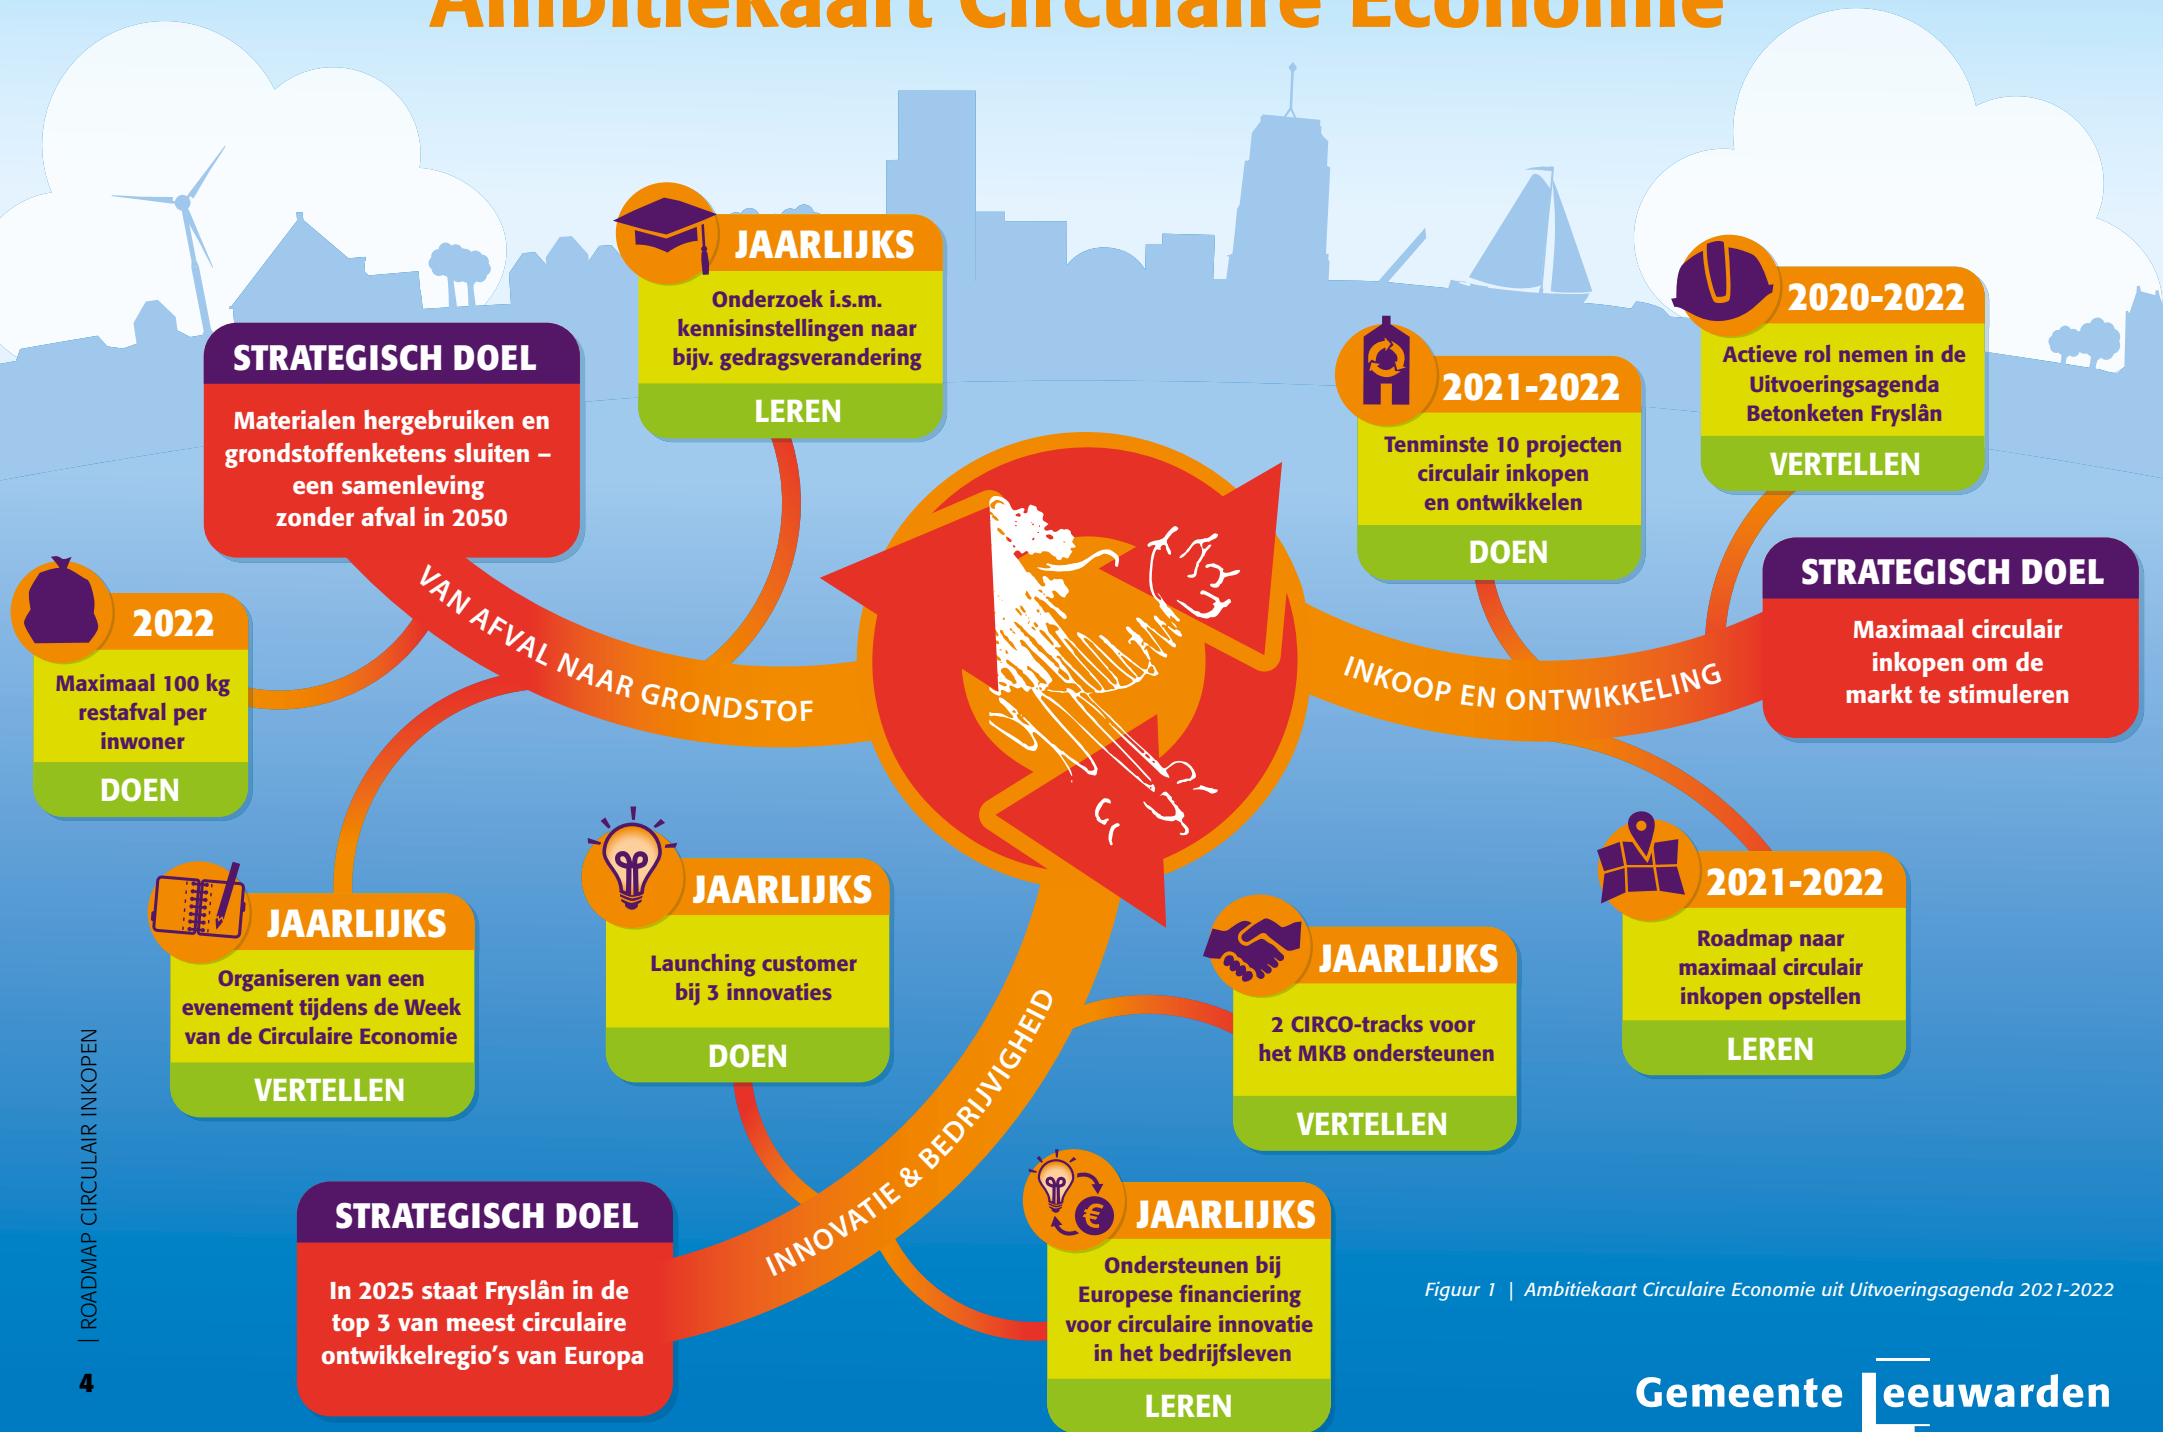 Ambitiekaart Circulaire Economie
JAARLIJKS
Onderzoek i.s.m.
kennisinstellingen naar
bijv. gedragsverandering
LEREN
STRATEGISCH DOEL
Materialen hergebruiken en
grondstoffenketens sluiten –
een samenleving
zonder afval in 2050
2022
Maximaal 100 kg
restafval per
inwoner
DOEN
VAN AFVAL NAAR GRONDSTOF
JAARLIJKS
Organiseren van een
evenement tijdens de Week
van de Circulaire Economie
VERTELLEN
2020-2022
Actieve rol nemen in de
Uitvoeringsagenda
Betonketen Fryslân
VERTELLEN
2021-2022
Tenminste 10 projecten
circulair inkopen
en ontwikkelen
DOEN
STRATEGISCH DOEL
Maximaal circulair
inkopen om de
markt te stimuleren
INKOOP EN ONTWIKKELING
2021-2022
Roadmap naar
maximaal circulair
inkopen opstellen
LEREN
JAARLIJKS
Launching customer
bij 3 innovaties
DOEN
JAARLIJKS
2 CIRCO-tracks voor
het MKB ondersteunen
VERTELLEN
INNOVATIE & BEDRIJVIGHEID
STRATEGISCH DOEL
In 2025 staat Fryslân in de
top 3 van meest circulaire
ontwikkelregio's van Europa
JAARLIJKS
Ondersteunen bij
Europese financiering
voor circulaire innovatie
in het bedrijfsleven
LEREN
€
Figuur 1 | Ambitiekaart Circulaire Economie uit Uitvoeringsagenda 2021-2022
Gemeente Leeuwarden
| ROADMAP CIRCULAIR INKOPEN
4